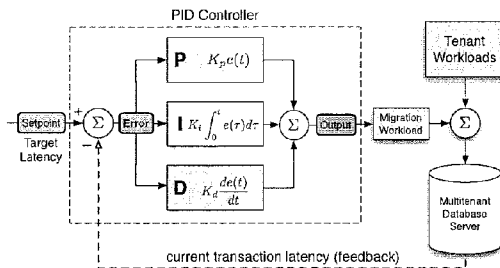 PID Controller
P K_p e(t)
Tenant
Workloads
+
Setpoint
Σ
Error
I K_i ∫_0^t e(τ)dτ
Σ
Output
Migration
Workload
Σ
Target
Latency
−
D K_d de(t)/dt
Multitenant
Database
Server
current transaction latency (feedback)